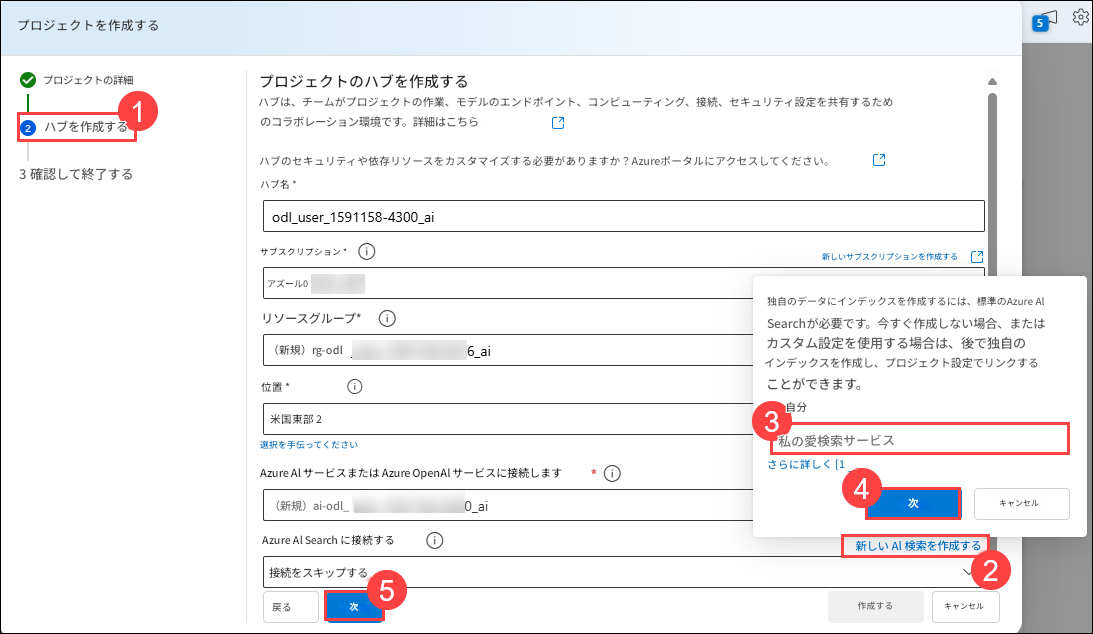 プロジェクトを作成する
5
プロジェクトの詳細
1
2 ハブを作成する
3 確認して終了する
プロジェクトのハブを作成する
ハブは、チームがプロジェクトの作業、モデルのエンドポイント、コンピューティング、接続、セキュリティ設定を共有するため
のコラボレーション環境です。詳細はこちら
ハブのセキュリティや依存リソースをカスタマイズする必要がありますか？Azureポータルにアクセスしてください。
ハブ名 *
odl_user_1591158-4300_ai
サブスクリプション *
新しいサブスクリプションを作成する
アズール0
リソースグループ*
（新規）rg-odl
6_ai
位置 *
米国東部 2
選択を手伝ってください
Azure AI サービスまたは Azure OpenAI サービスに接続します *
（新規）ai-odl_
0_ai
Azure AI Search に接続する
新しい AI 検索を作成する
2
接続をスキップする
戻る
次
5
作成する
キャンセル
独自のデータにインデックスを作成するには、標準のAzure AI
Searchが必要です。今すぐ作成しない場合、または
カスタム設定を使用する場合は、後で独自の
インデックスを作成し、プロジェクト設定でリンクする
ことができます。
自分
3
私の愛検索サービス
さらに詳しく [1
4
次
キャンセル